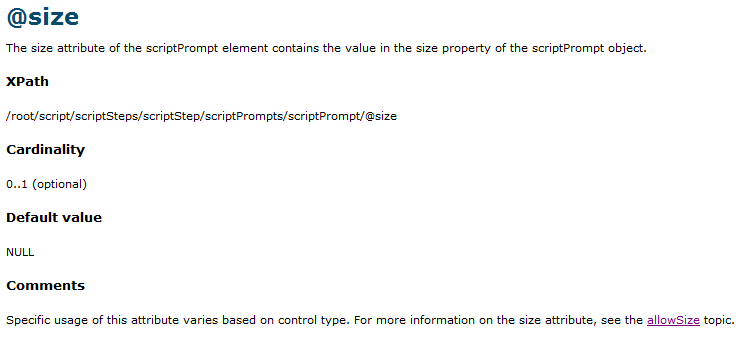 @size
The size attribute of the scriptPrompt element contains the value in the size property of the scriptPrompt object.
XPath
/root/script/scriptSteps/scriptStep/scriptPrompts/scriptPrompt/@size
Cardinality
0..1 (optional)
Default value
NULL
Comments
Specific usage of this attribute varies based on control type. For more information on the size attribute, see the allowSize topic.